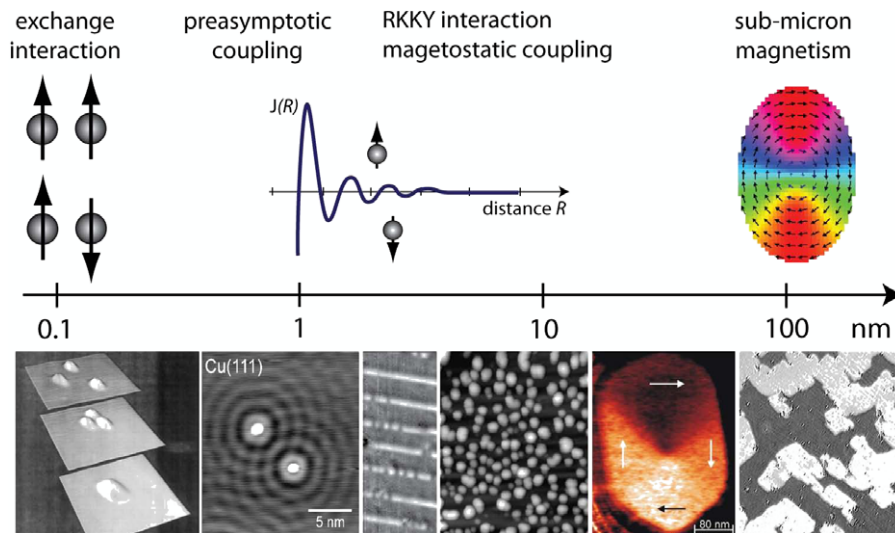 exchange
interaction
preasymptotic
coupling
RKKY interaction
magetostatic coupling
sub-micron
magnetism
J(R)
distance R
0.1
1
10
100
nm
Cu(111)
5 nm
80 nm